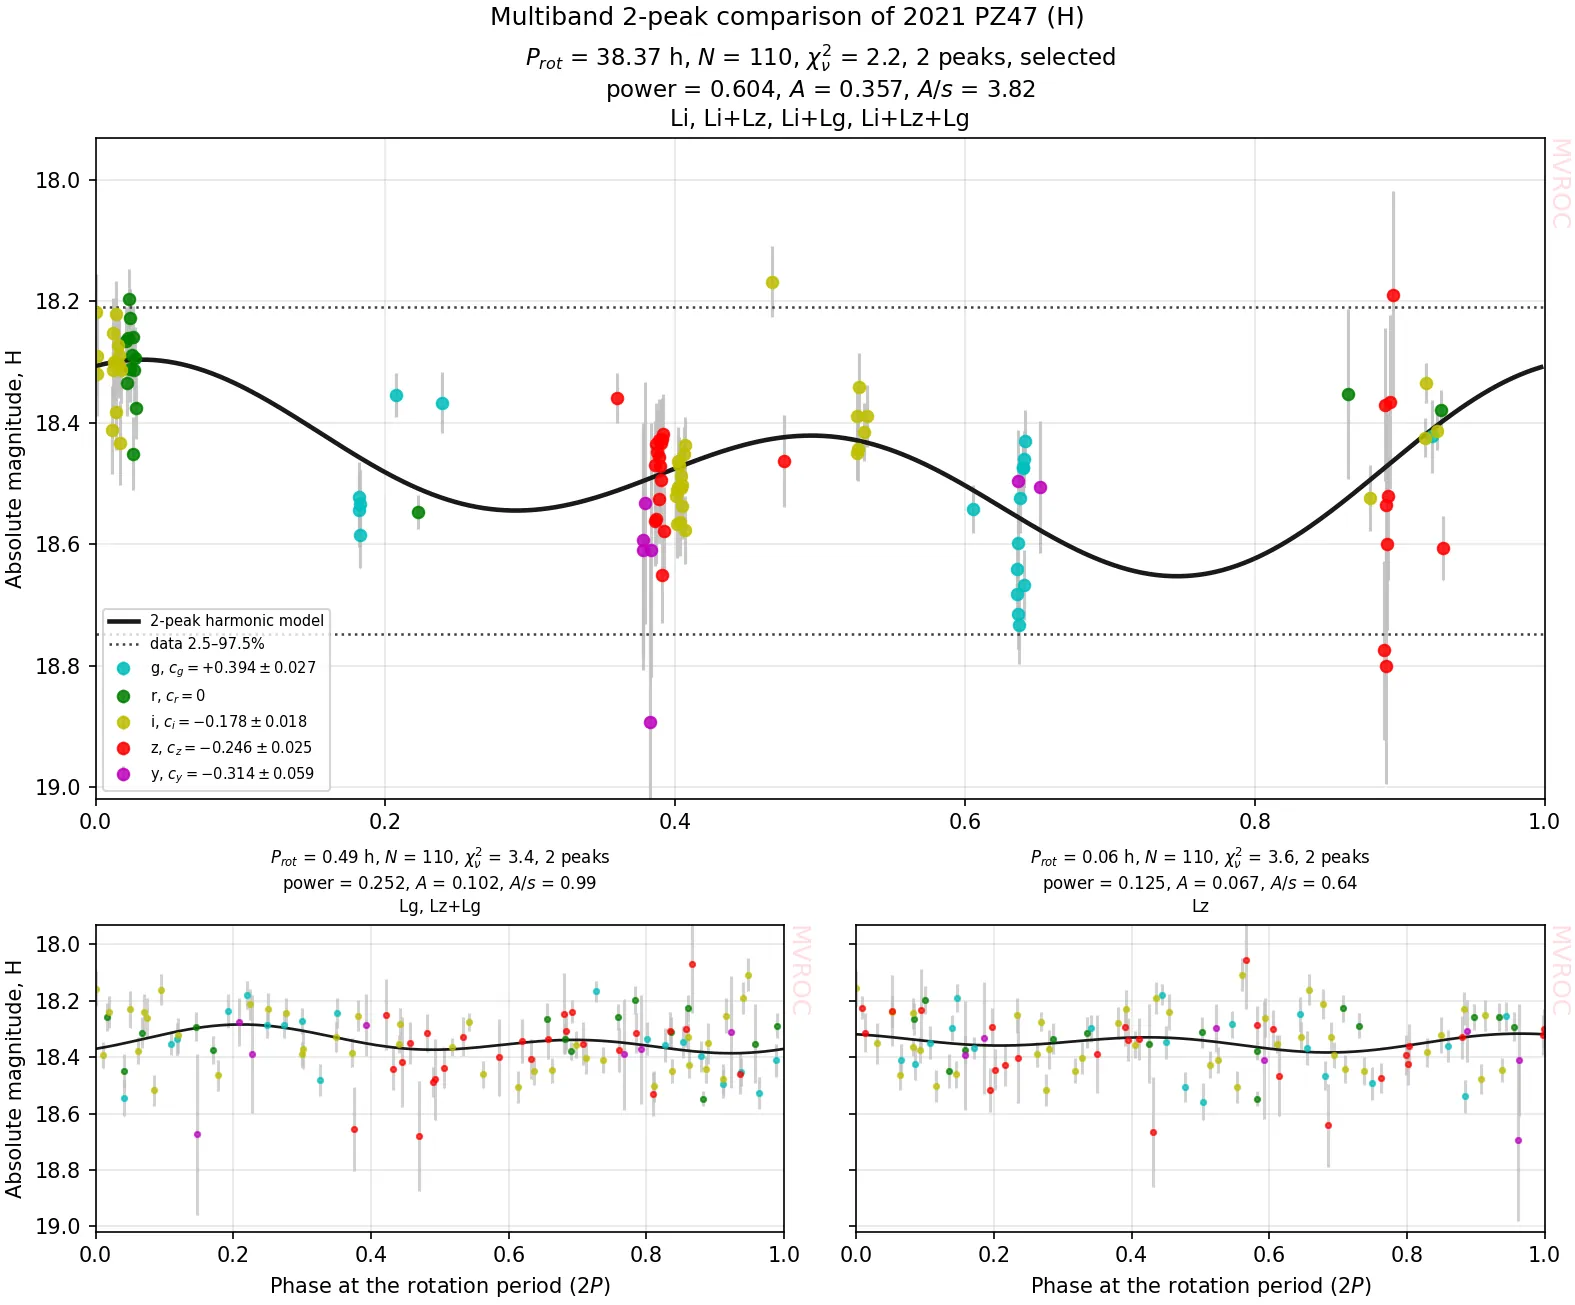 Multiband 2-peak comparison of 2021 PZ47 (H)
P_rot = 38.37 h, N = 110, χ²_ν = 2.2, 2 peaks, selected
power = 0.604, A = 0.357, A/s = 3.82
Li, Li+Lz, Li+Lg, Li+Lz+Lg
MVROC
Absolute magnitude, H
18.0
18.2
18.4
18.6
18.8
19.0
2-peak harmonic model
data 2.5–97.5%
g, c_g = +0.394 ± 0.027
r, c_r = 0
i, c_i = −0.178 ± 0.018
z, c_z = −0.246 ± 0.025
y, c_y = −0.314 ± 0.059
0.0 0.2 0.4 0.6 0.8 1.0
P_rot = 0.49 h, N = 110, χ²_ν = 3.4, 2 peaks
power = 0.252, A = 0.102, A/s = 0.99
Lg, Lz+Lg
MVROC
Absolute magnitude, H
18.0
18.2
18.4
18.6
18.8
19.0
0.0 0.2 0.4 0.6 0.8 1.0
Phase at the rotation period (2P)
P_rot = 0.06 h, N = 110, χ²_ν = 3.6, 2 peaks
power = 0.125, A = 0.067, A/s = 0.64
Lz
MVROC
0.0 0.2 0.4 0.6 0.8 1.0
Phase at the rotation period (2P)